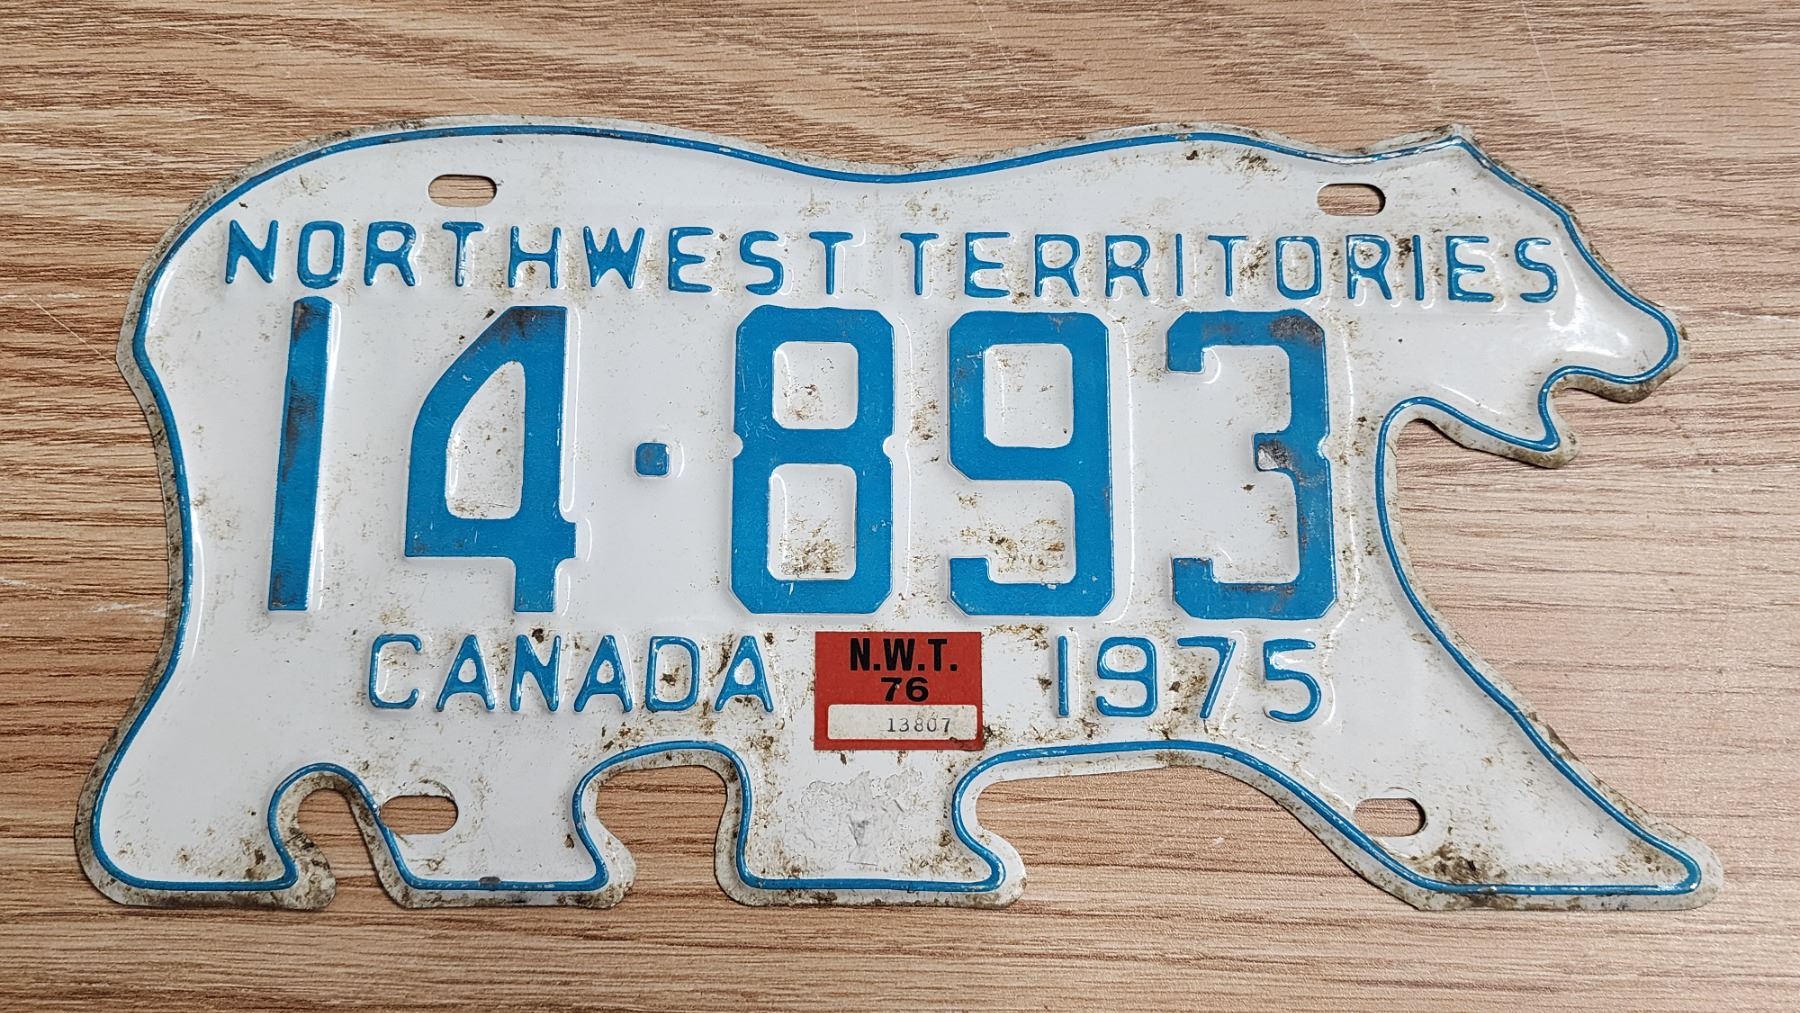 NORTHWEST TERRITORIES
14·893
CANADA 1975
N.W.T.
76
13807